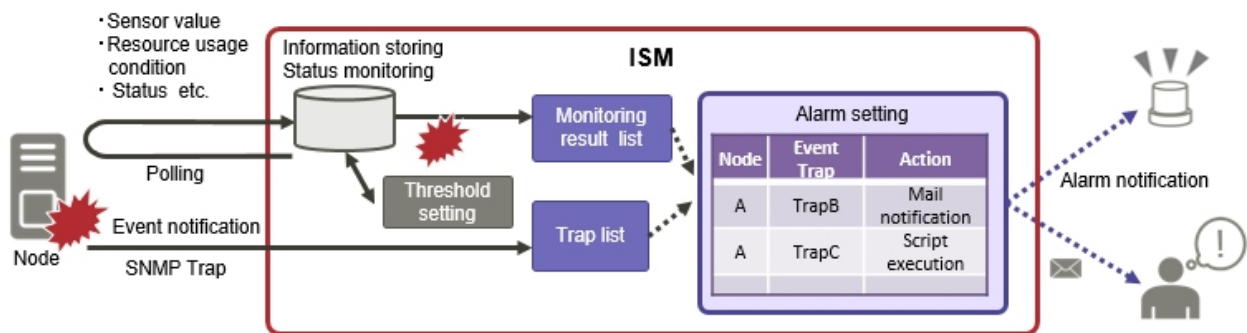 ・Sensor value
・Resource usage
condition
・Status etc.
Information storing
Status monitoring
ISM
Polling
Threshold
setting
Monitoring
result list
Alarm setting
Node
Event
Trap
Action
A
TrapB
Mail
notification
A
TrapC
Script
execution
Alarm notification
Event notification
SNMP Trap
Node
Trap list
!